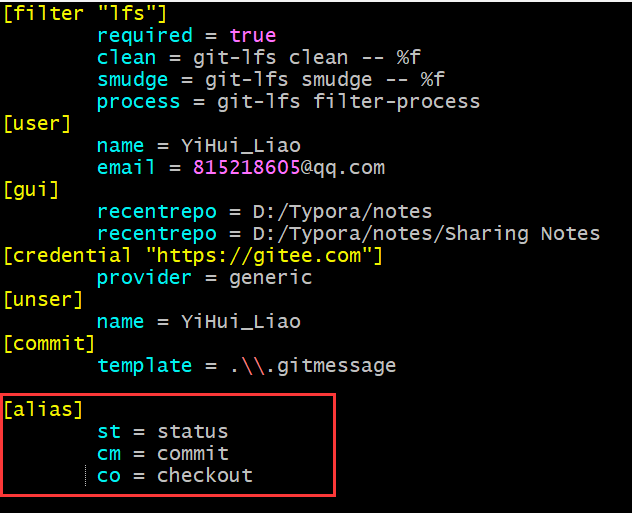 [filter "lfs"]
required = true
clean = git-lfs clean -- %f
smudge = git-lfs smudge -- %f
process = git-lfs filter-process
[user]
name = YiHui_Liao
email = 815218605@qq.com
[gui]
recentrepo = D:/Typora/notes
recentrepo = D:/Typora/notes/Sharing Notes
[credential "https://gitee.com"]
provider = generic
[unser]
name = YiHui_Liao
[commit]
template = .\\.gitmessage
[alias]
st = status
cm = commit
co = checkout